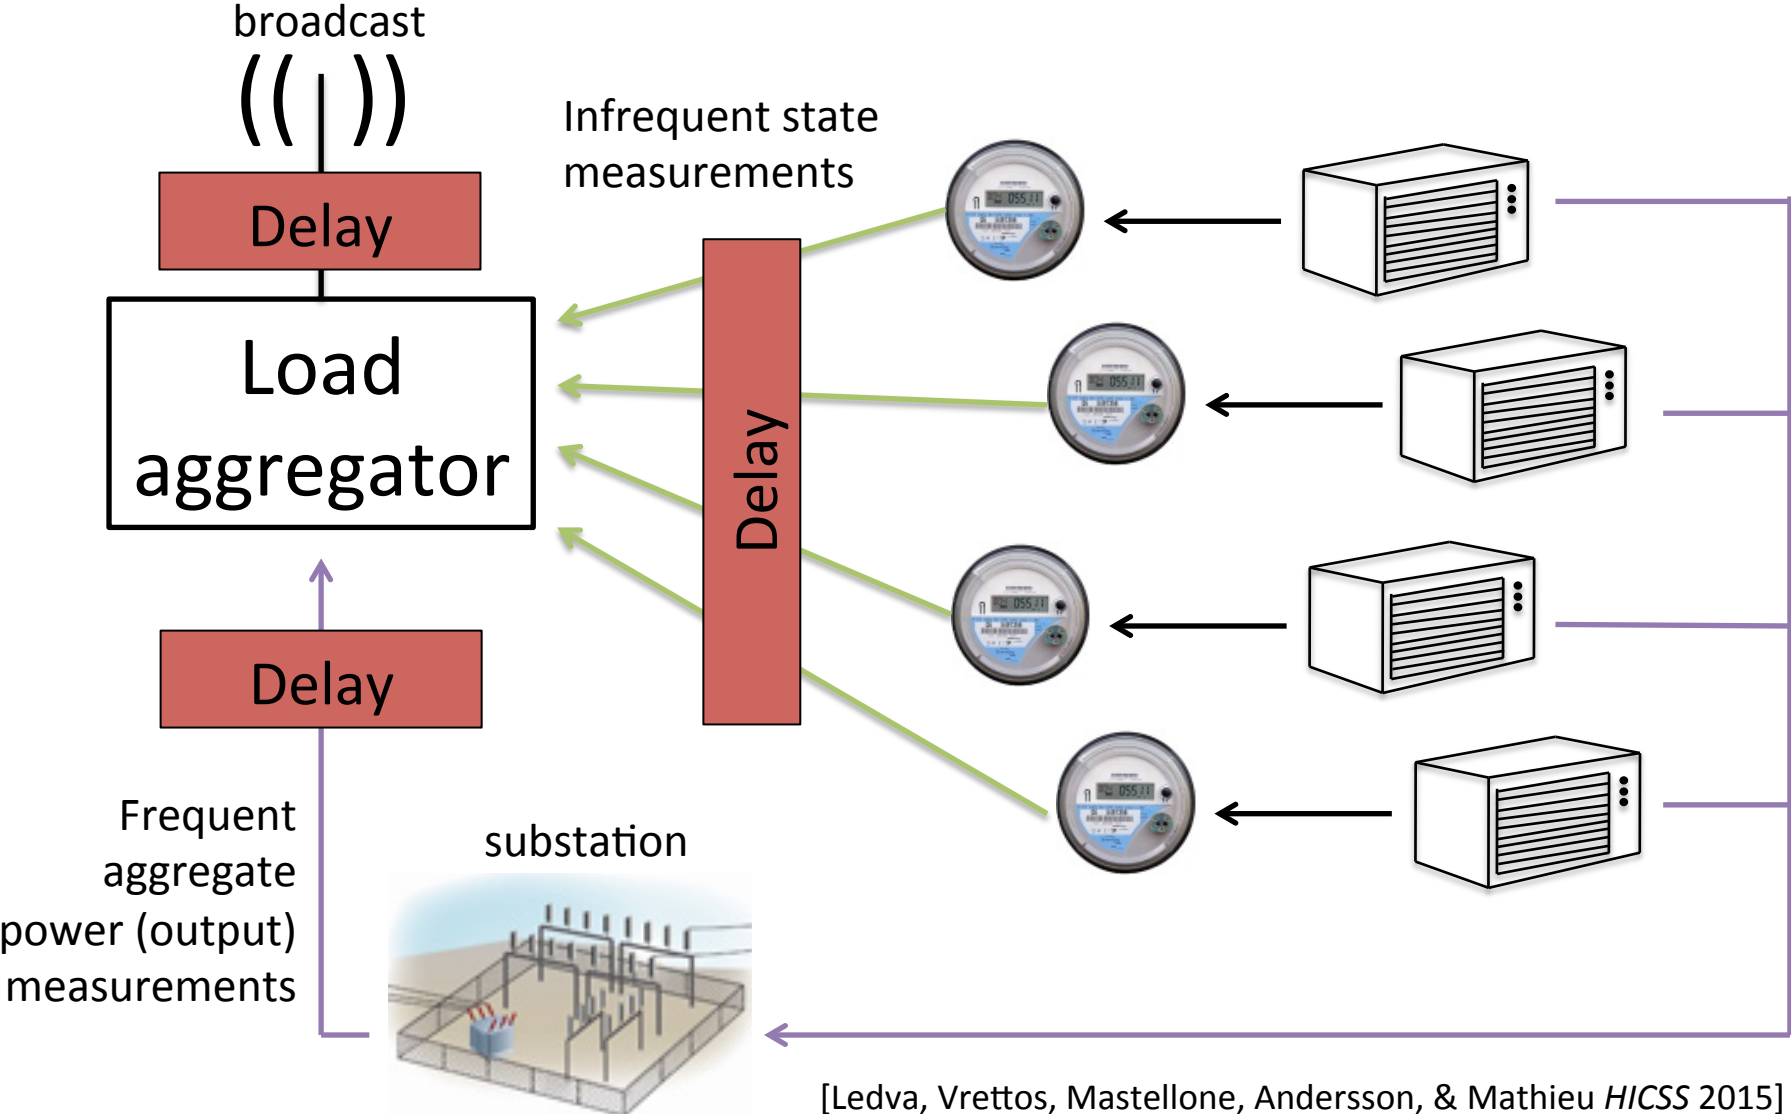 broadcast
(( ))
Delay
Load
aggregator
Infrequent state
measurements
Delay
Delay
Frequent
aggregate
power (output)
measurements
substation
[Ledva, Vrettos, Mastellone, Andersson, & Mathieu HICSS 2015]